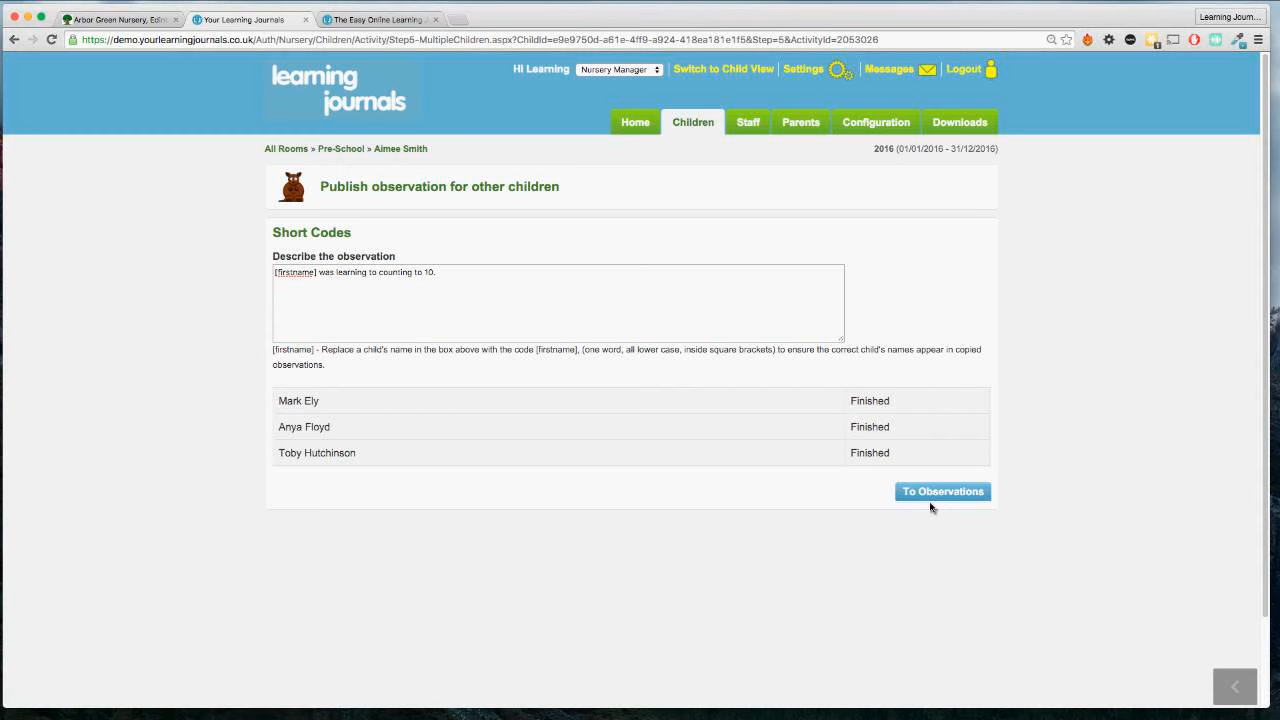 Arbor Green Nursery, Edin
Your Learning Journals
The Easy Online Learning J
Learning Journ...
https://demo.yourlearningjournals.co.uk/Auth/Nursery/Children/Activity/Step5-MultipleChildren.aspx?ChildId=e9e9750d-a61e-4ff9-a924-418ea181e1f5&Step=5&ActivityId=2053026
learning
journals
Hi Learning Nursery Manager Switch to Child View Settings Messages Logout
Home Children Staff Parents Configuration Downloads
All Rooms » Pre-School » Aimee Smith
2016 (01/01/2016 - 31/12/2016)
Publish observation for other children
Short Codes
Describe the observation
[firstname] was learning to counting to 10.
[firstname] - Replace a child's name in the box above with the code [firstname], (one word, all lower case, inside square brackets) to ensure the correct child's names appear in copied
observations.
Mark Ely Finished
Anya Floyd Finished
Toby Hutchinson Finished
To Observations